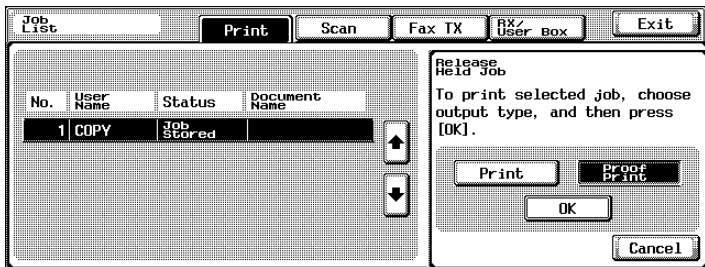 Job
List
Print
Scan
Fax TX
RX/
User Box
Exit
No.
User
Name
Status
Document
Name
1
COPY
Job
Stored
Release
Held Job
To print selected job, choose
output type, and then press
[OK].
Print
Proof
Print
OK
Cancel